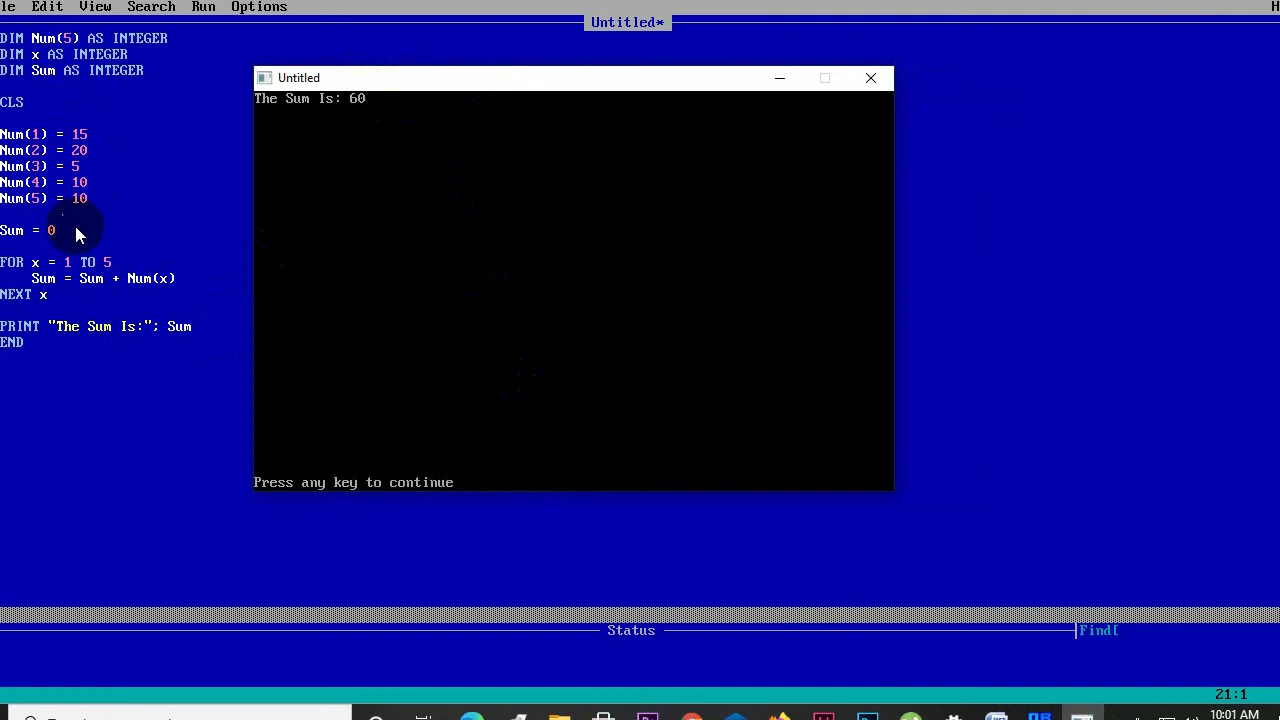 le Edit View Search Run Options H
Untitled*
DIM Num(5) AS INTEGER
DIM x AS INTEGER
DIM Sum AS INTEGER
CLS
Num(1) = 15
Num(2) = 20
Num(3) = 5
Num(4) = 10
Num(5) = 10
Sum = 0
FOR x = 1 TO 5
Sum = Sum + Num(x)
NEXT x
PRINT "The Sum Is:"; Sum
END
Untitled
The Sum Is: 60
Press any key to continue
Status
Find[
21:1
10:01 AM